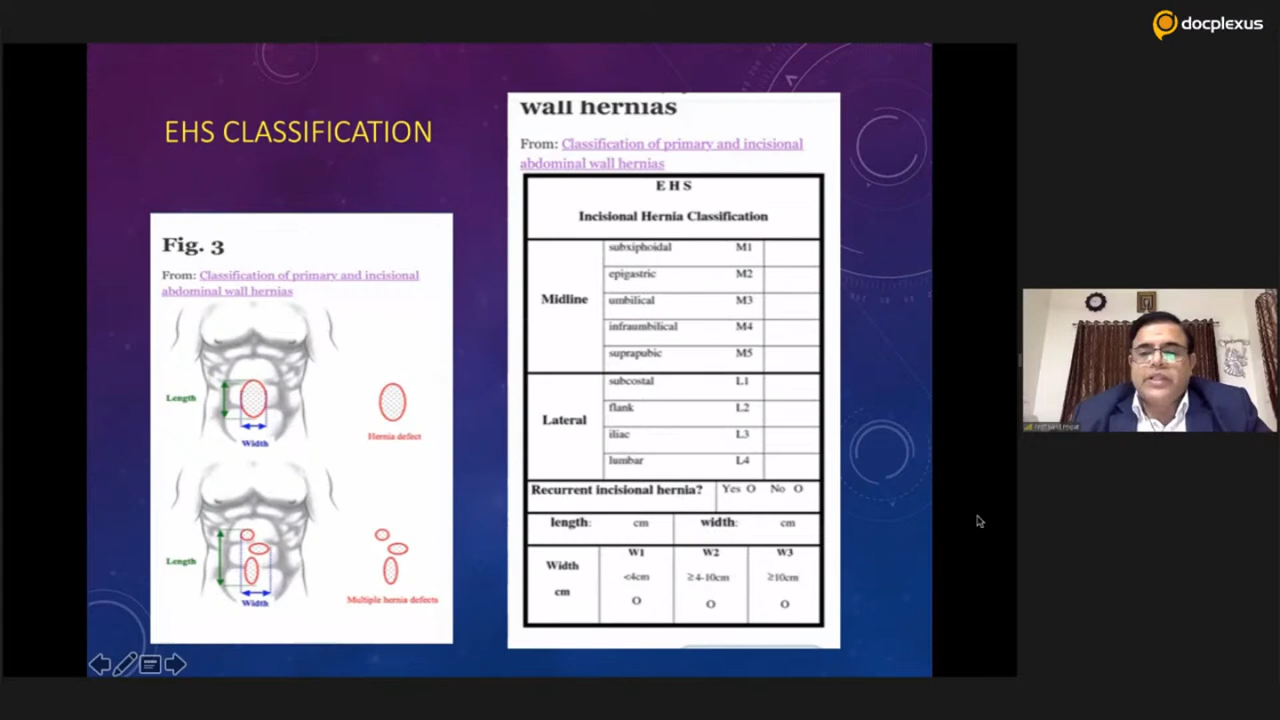 docplexus
EHS CLASSIFICATION
Fig. 3
From: Classification of primary and incisional
abdominal wall hernias
Length
Width
Hernia defect
Length
Width
Multiple hernia defects
wall hernias
From: Classification of primary and incisional
abdominal wall hernias
E H S
Incisional Hernia Classification
Midline
subxiphoidal M1
epigastric M2
umbilical M3
infraumbilical M4
suprapubic M5
Lateral
subcostal L1
flank L2
iliac L3
lumbar L4
Recurrent incisional hernia? Yes O No O
length: cm width: cm
Width
cm
W1 W2 W3
<4cm ≥4-10cm ≥10cm
O O O